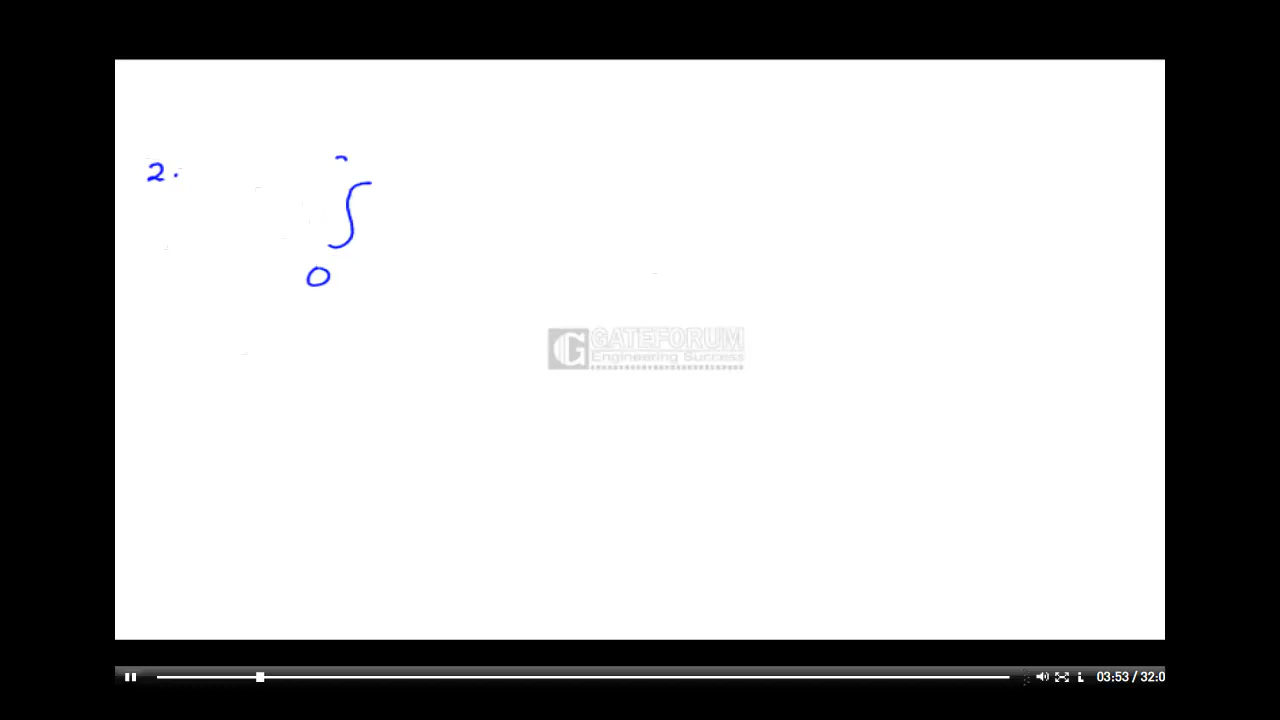 2.
∫
0
GATEFORUM
Engineering Success
03:53 / 32:0